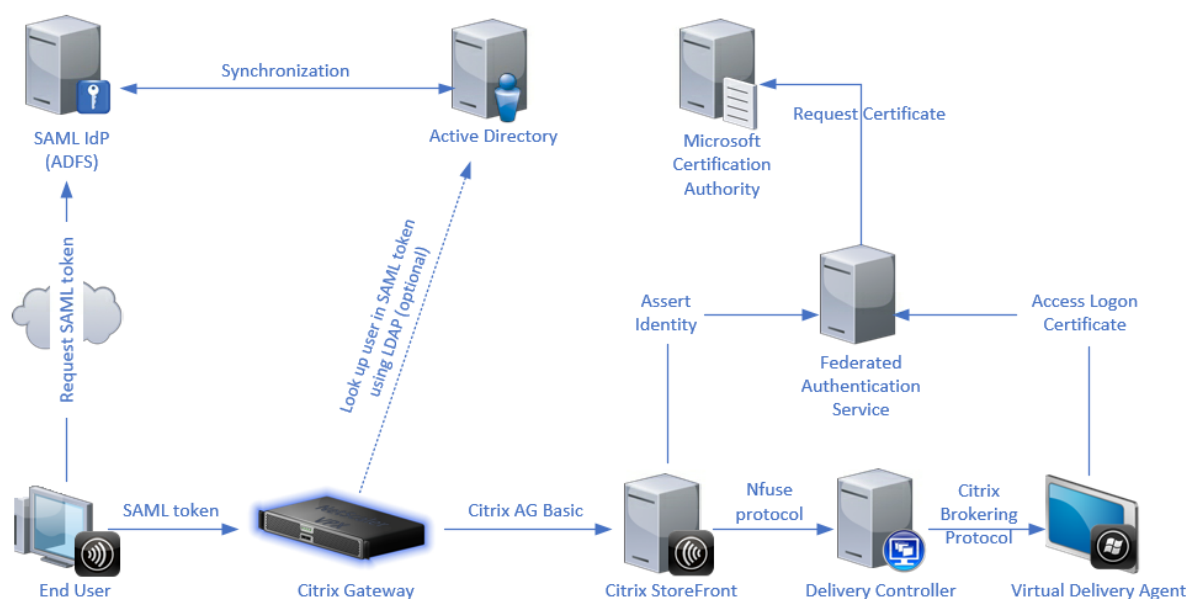 Synchronization
SAML IdP
(ADFS)
Active Directory
Request Certificate
Microsoft
Certification
Authority
Request SAML token
Look up user in SAML token
using LDAP (optional)
Assert
Identity
Access Logon
Certificate
Federated
Authentication
Service
SAML token
Citrix AG Basic
Nfuse
protocol
Citrix
Brokering
Protocol
End User
Citrix Gateway
Citrix StoreFront
Delivery Controller
Virtual Delivery Agent